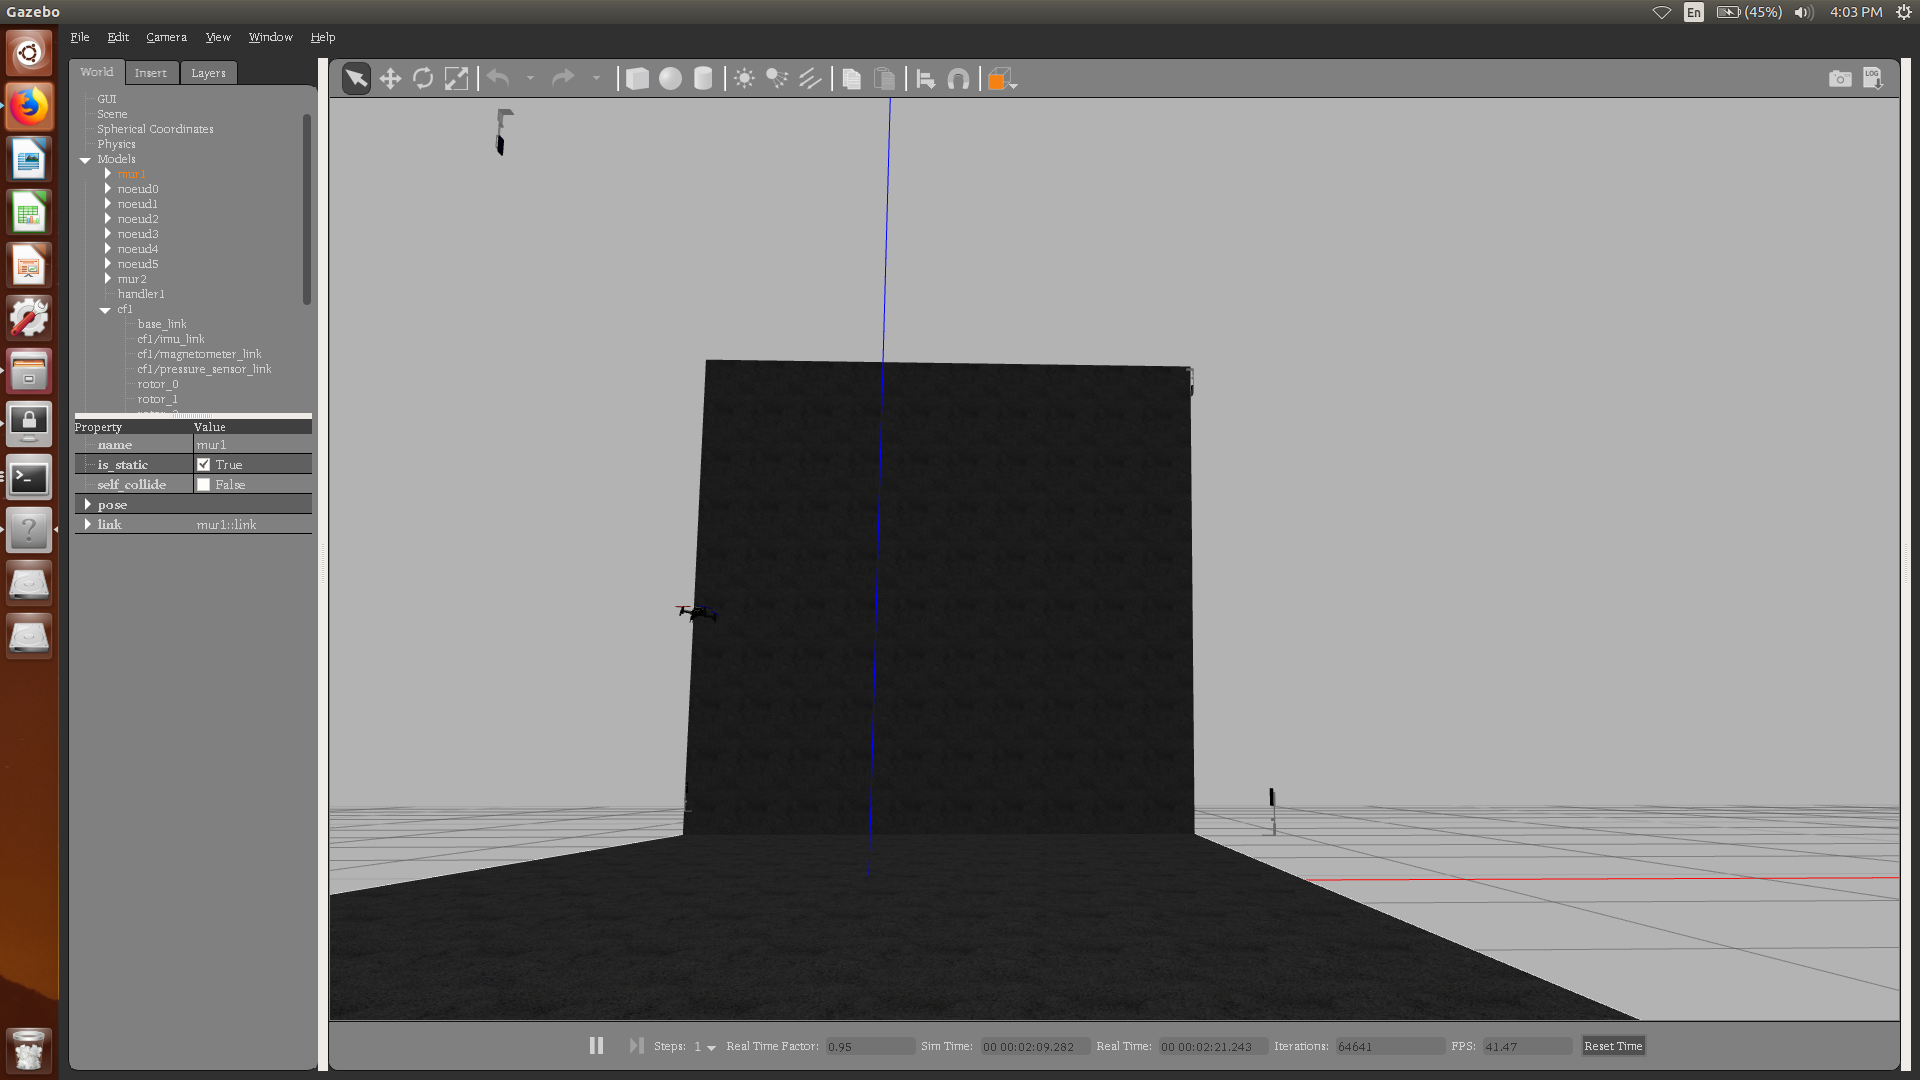 Gazebo
En (45%) 4:03 PM
File Edit Camera View Window Help
World Insert Layers
LOG
GUI
Scene
Spherical Coordinates
Physics
Models
mur1
noeud0
noeud1
noeud2
noeud3
noeud4
noeud5
mur2
handler1
cf1
base_link
cf1/imu_link
cf1/magnetometer_link
cf1/pressure_sensor_link
rotor_0
rotor_1
Property Value
name mur1
is_static True
self_collide False
pose
link mur1::link
Steps: 1 Real Time Factor: 0.95 Sim Time: 00 00:02:09.282 Real Time: 00 00:02:21.243 Iterations: 64641 FPS: 41.47 Reset Time